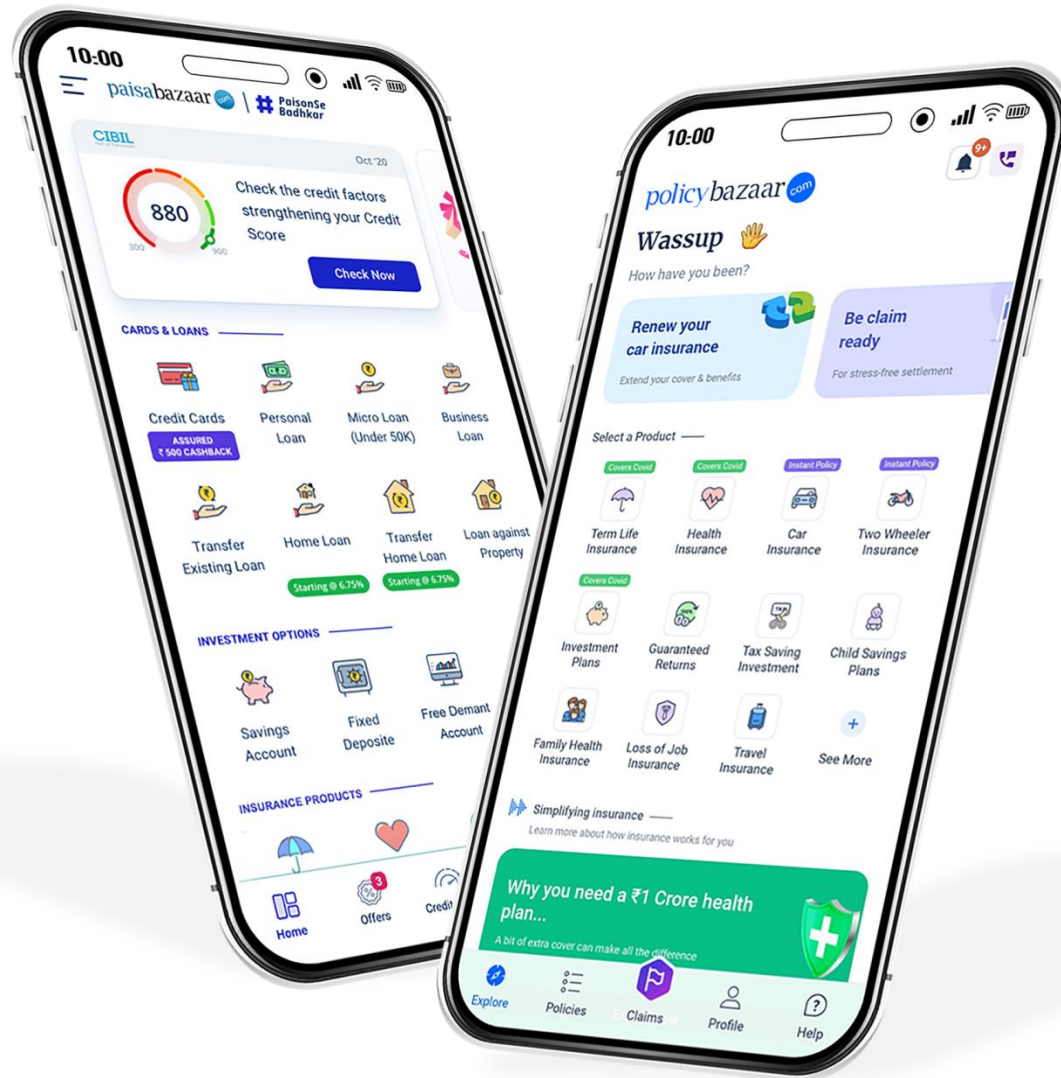 10:00
paisabazaar com | # PaisonSe
Badhkar
CIBIL
Oct '20
880
300
900
Check the credit factors
strengthening your Credit
Score
Check Now
CARDS & LOANS
Credit Cards
ASSURED
₹ 500 CASHBACK
Personal
Loan
Micro Loan
(Under 50K)
Business
Loan
Transfer
Existing Loan
Home Loan
Starting @ 6.75%
Transfer
Home Loan
Starting @ 6.75%
Loan against
Property
INVESTMENT OPTIONS
Savings
Account
Fixed
Deposite
Free Demant
Account
INSURANCE PRODUCTS
Home
3
Offers
Credit
10:00
9+
policybazaar com
Wassup
How have you been?
Renew your
car insurance
Extend your cover & benefits
Be claim
ready
For stress-free settlement
Select a Product
Covers Covid
Term Life
Insurance
Covers Covid
Health
Insurance
Instant Policy
Car
Insurance
Instant Policy
Two Wheeler
Insurance
Covers Covid
Investment
Plans
Guaranteed
Returns
Tax Saving
Investment
Child Savings
Plans
Family Health
Insurance
Loss of Job
Insurance
Travel
Insurance
+
See More
Simplifying insurance
Learn more about how insurance works for you
Why you need a ₹1 Crore health
plan...
A bit of extra cover can make all the difference
Explore
Policies
Claims
Profile
Help